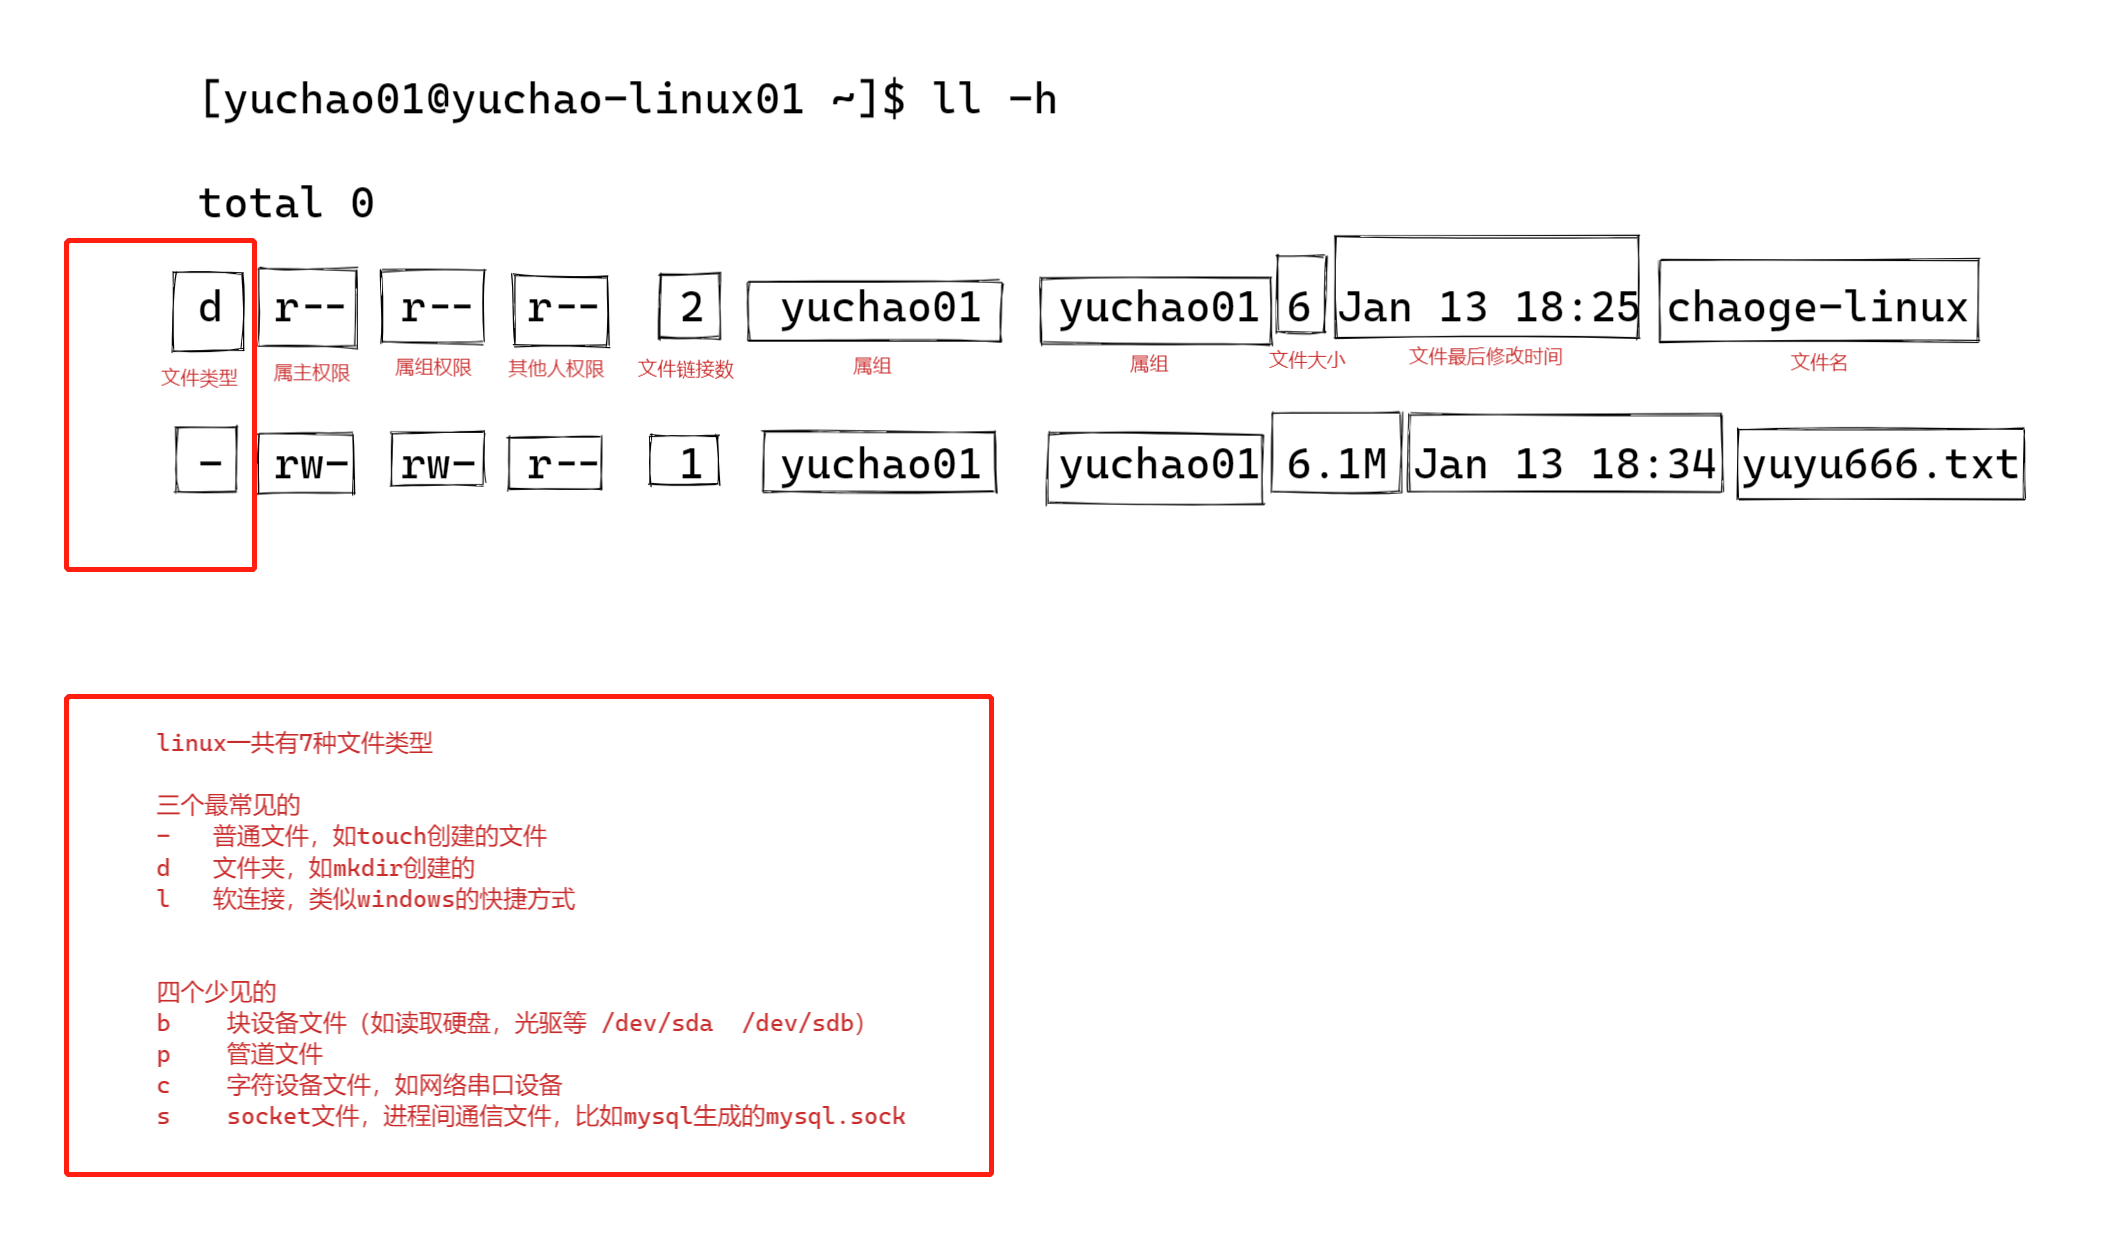 [yuchao01@yuchao-linux01 ~]$ ll -h
total 0
d r-- r-- r-- 2 yuchao01 yuchao01 6 Jan 13 18:25 chaoge-linux
文件类型 属主权限 属组权限 其他人权限 文件链接数 属组 属组 文件大小 文件最后修改时间 文件名
- rw- rw- r-- 1 yuchao01 yuchao01 6.1M Jan 13 18:34 yuyu666.txt
linux一共有7种文件类型
三个最常见的
- 普通文件，如touch创建的文件
d 文件夹，如mkdir创建的
l 软连接，类似windows的快捷方式
四个少见的
b 块设备文件（如读取硬盘，光驱等 /dev/sda /dev/sdb）
p 管道文件
c 字符设备文件，如网络串口设备
s socket文件，进程间通信文件，比如mysql生成的mysql.sock